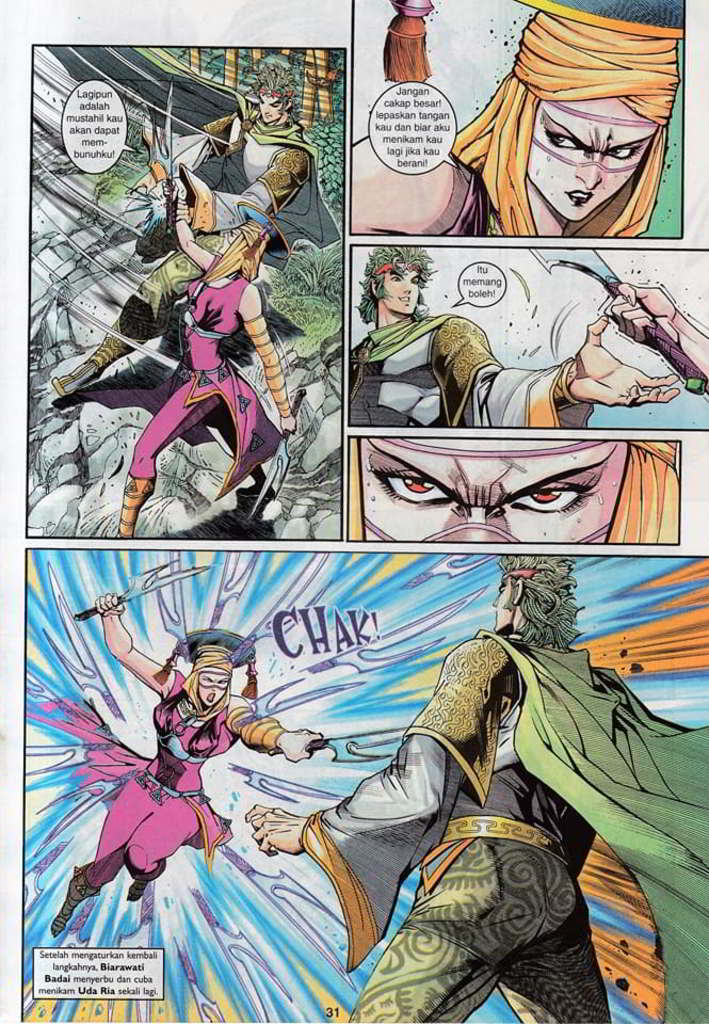 Lagipun
adalah
mustahil kau
akan dapat
mem-
bunuhku!
Jangan
cakap besar!
lepaskan tangan
kau dan biar aku
menikam kau
lagi jika kau
berani!
Itu
memang
boleh!
CHAK!
Setelah mengaturkan kembali
langkahnya, Biarawati
Badai menyerbu dan cuba
menikam Uda Ria sekali lagi.
31